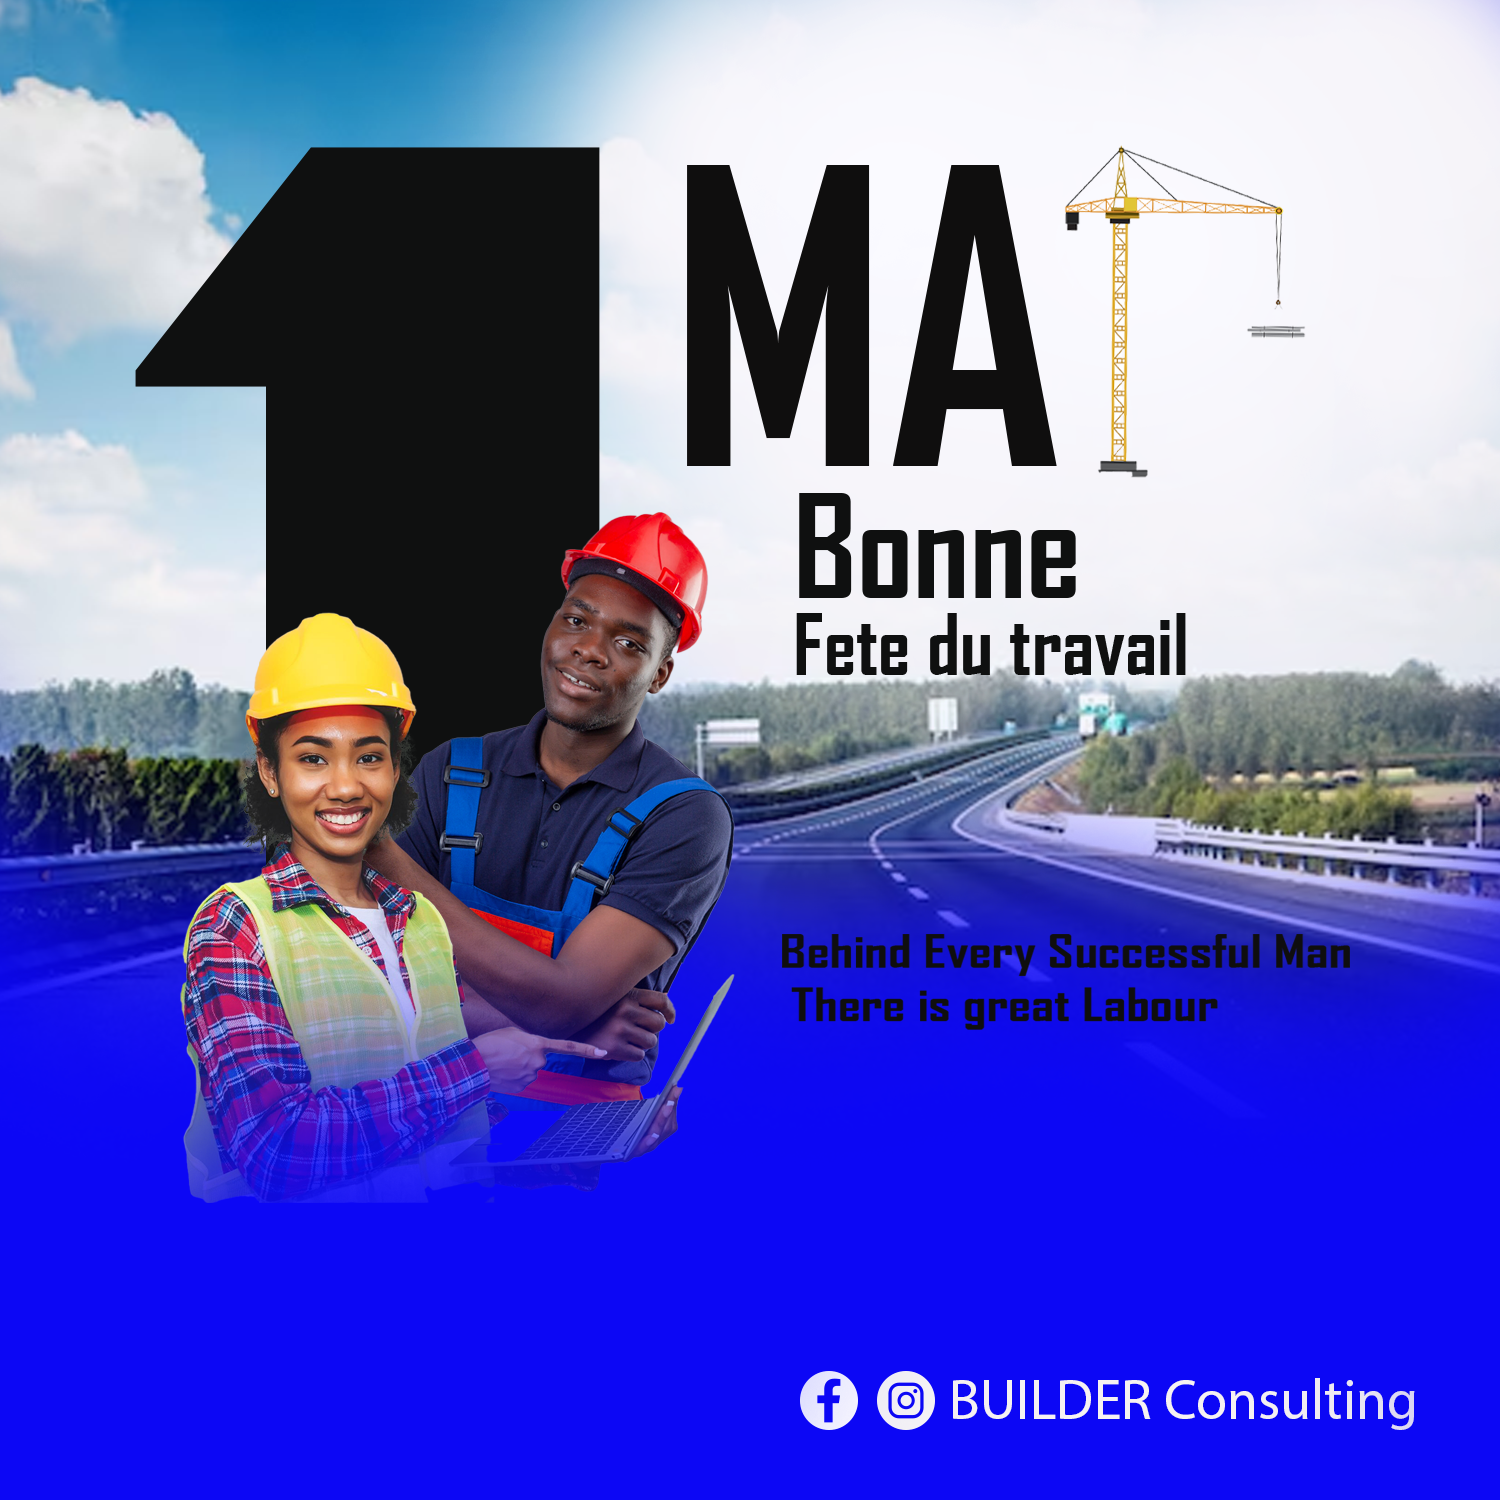 1 MAI
Bonne
Fete du travail
Behind Every Successful Man
There is great Labour
BUILDER Consulting